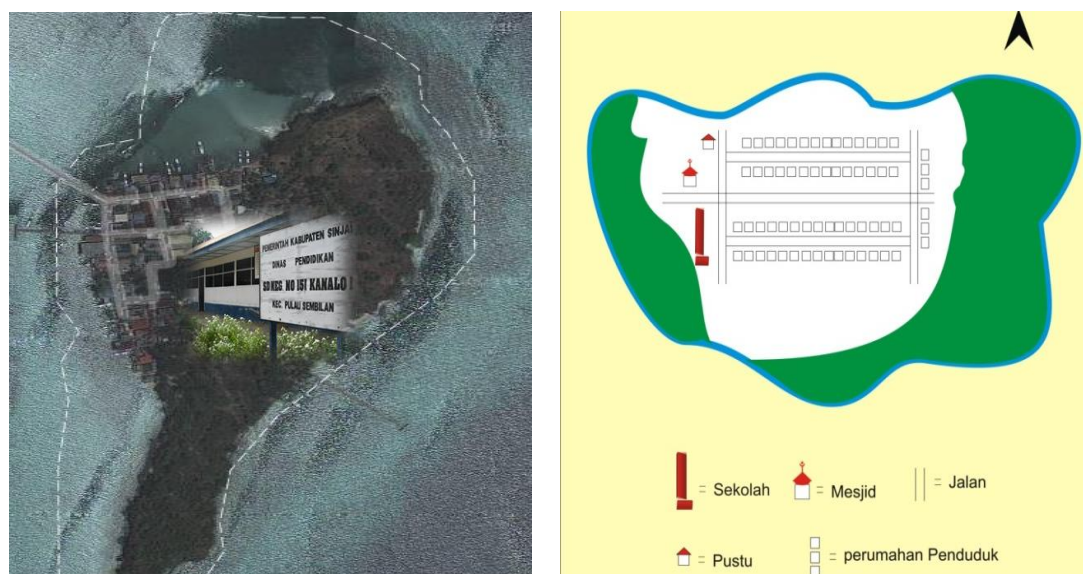 PEMERINTAH KABUPATEN SINJAI
DINAS PENDIDIKAN
SD NEG. NO 151 KANALO
KEC. PULAU SEMBILAN
= Sekolah
= Mesjid
= Jalan
= Pustu
= perumahan Penduduk